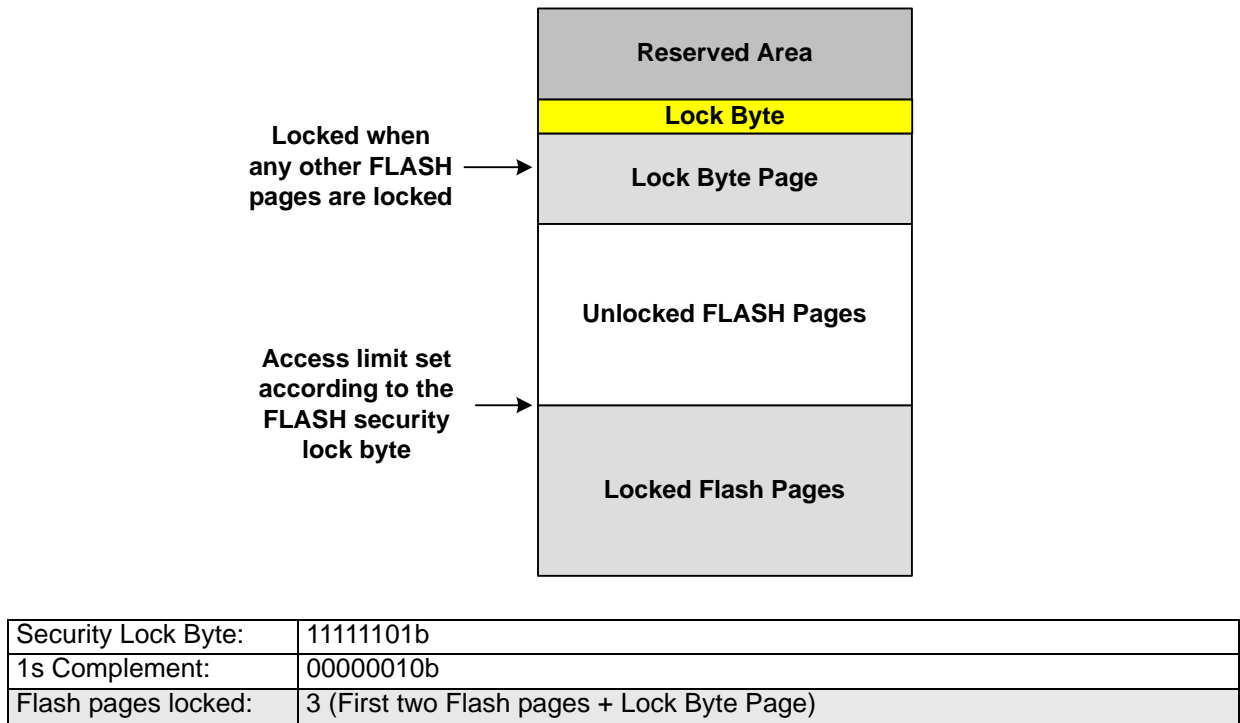 Reserved Area
Lock Byte
Locked when
any other FLASH
pages are locked
Lock Byte Page
Unlocked FLASH Pages
Access limit set
according to the
FLASH security
lock byte
Locked Flash Pages
Security Lock Byte: 11111101b
1s Complement: 00000010b
Flash pages locked: 3 (First two Flash pages + Lock Byte Page)